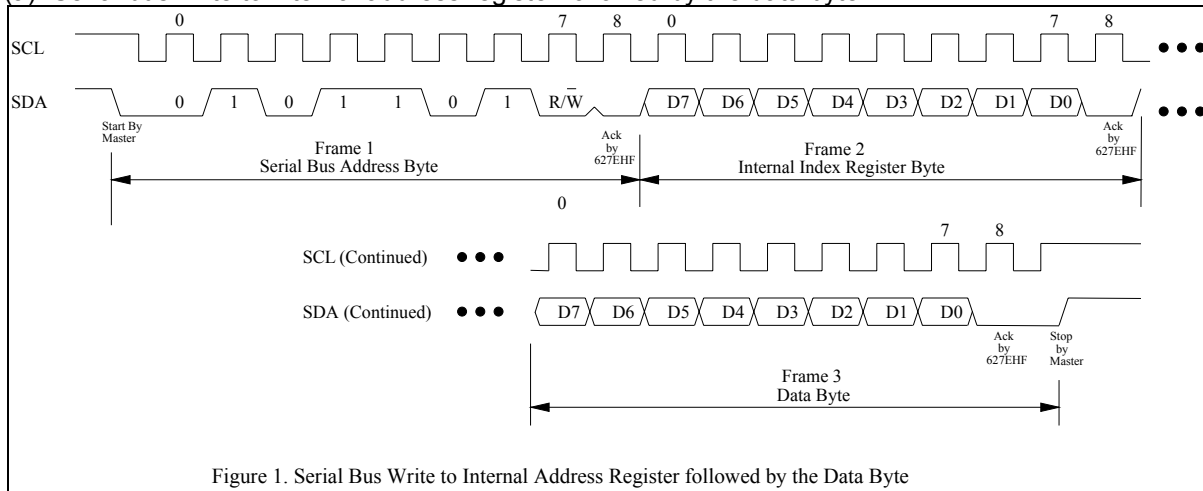 0 7 8 0 7 8
SCL
SDA 0 1 0 1 1 0 1 R/W̅ D7 D6 D5 D4 D3 D2 D1 D0
Start By
Master
Ack
by
627EHF
Ack
by
627EHF
Frame 1
Serial Bus Address Byte
Frame 2
Internal Index Register Byte
0 7 8
SCL (Continued)
SDA (Continued) D7 D6 D5 D4 D3 D2 D1 D0
Ack
by
627EHF
Stop
by
Master
Frame 3
Data Byte
Figure 1. Serial Bus Write to Internal Address Register followed by the Data Byte